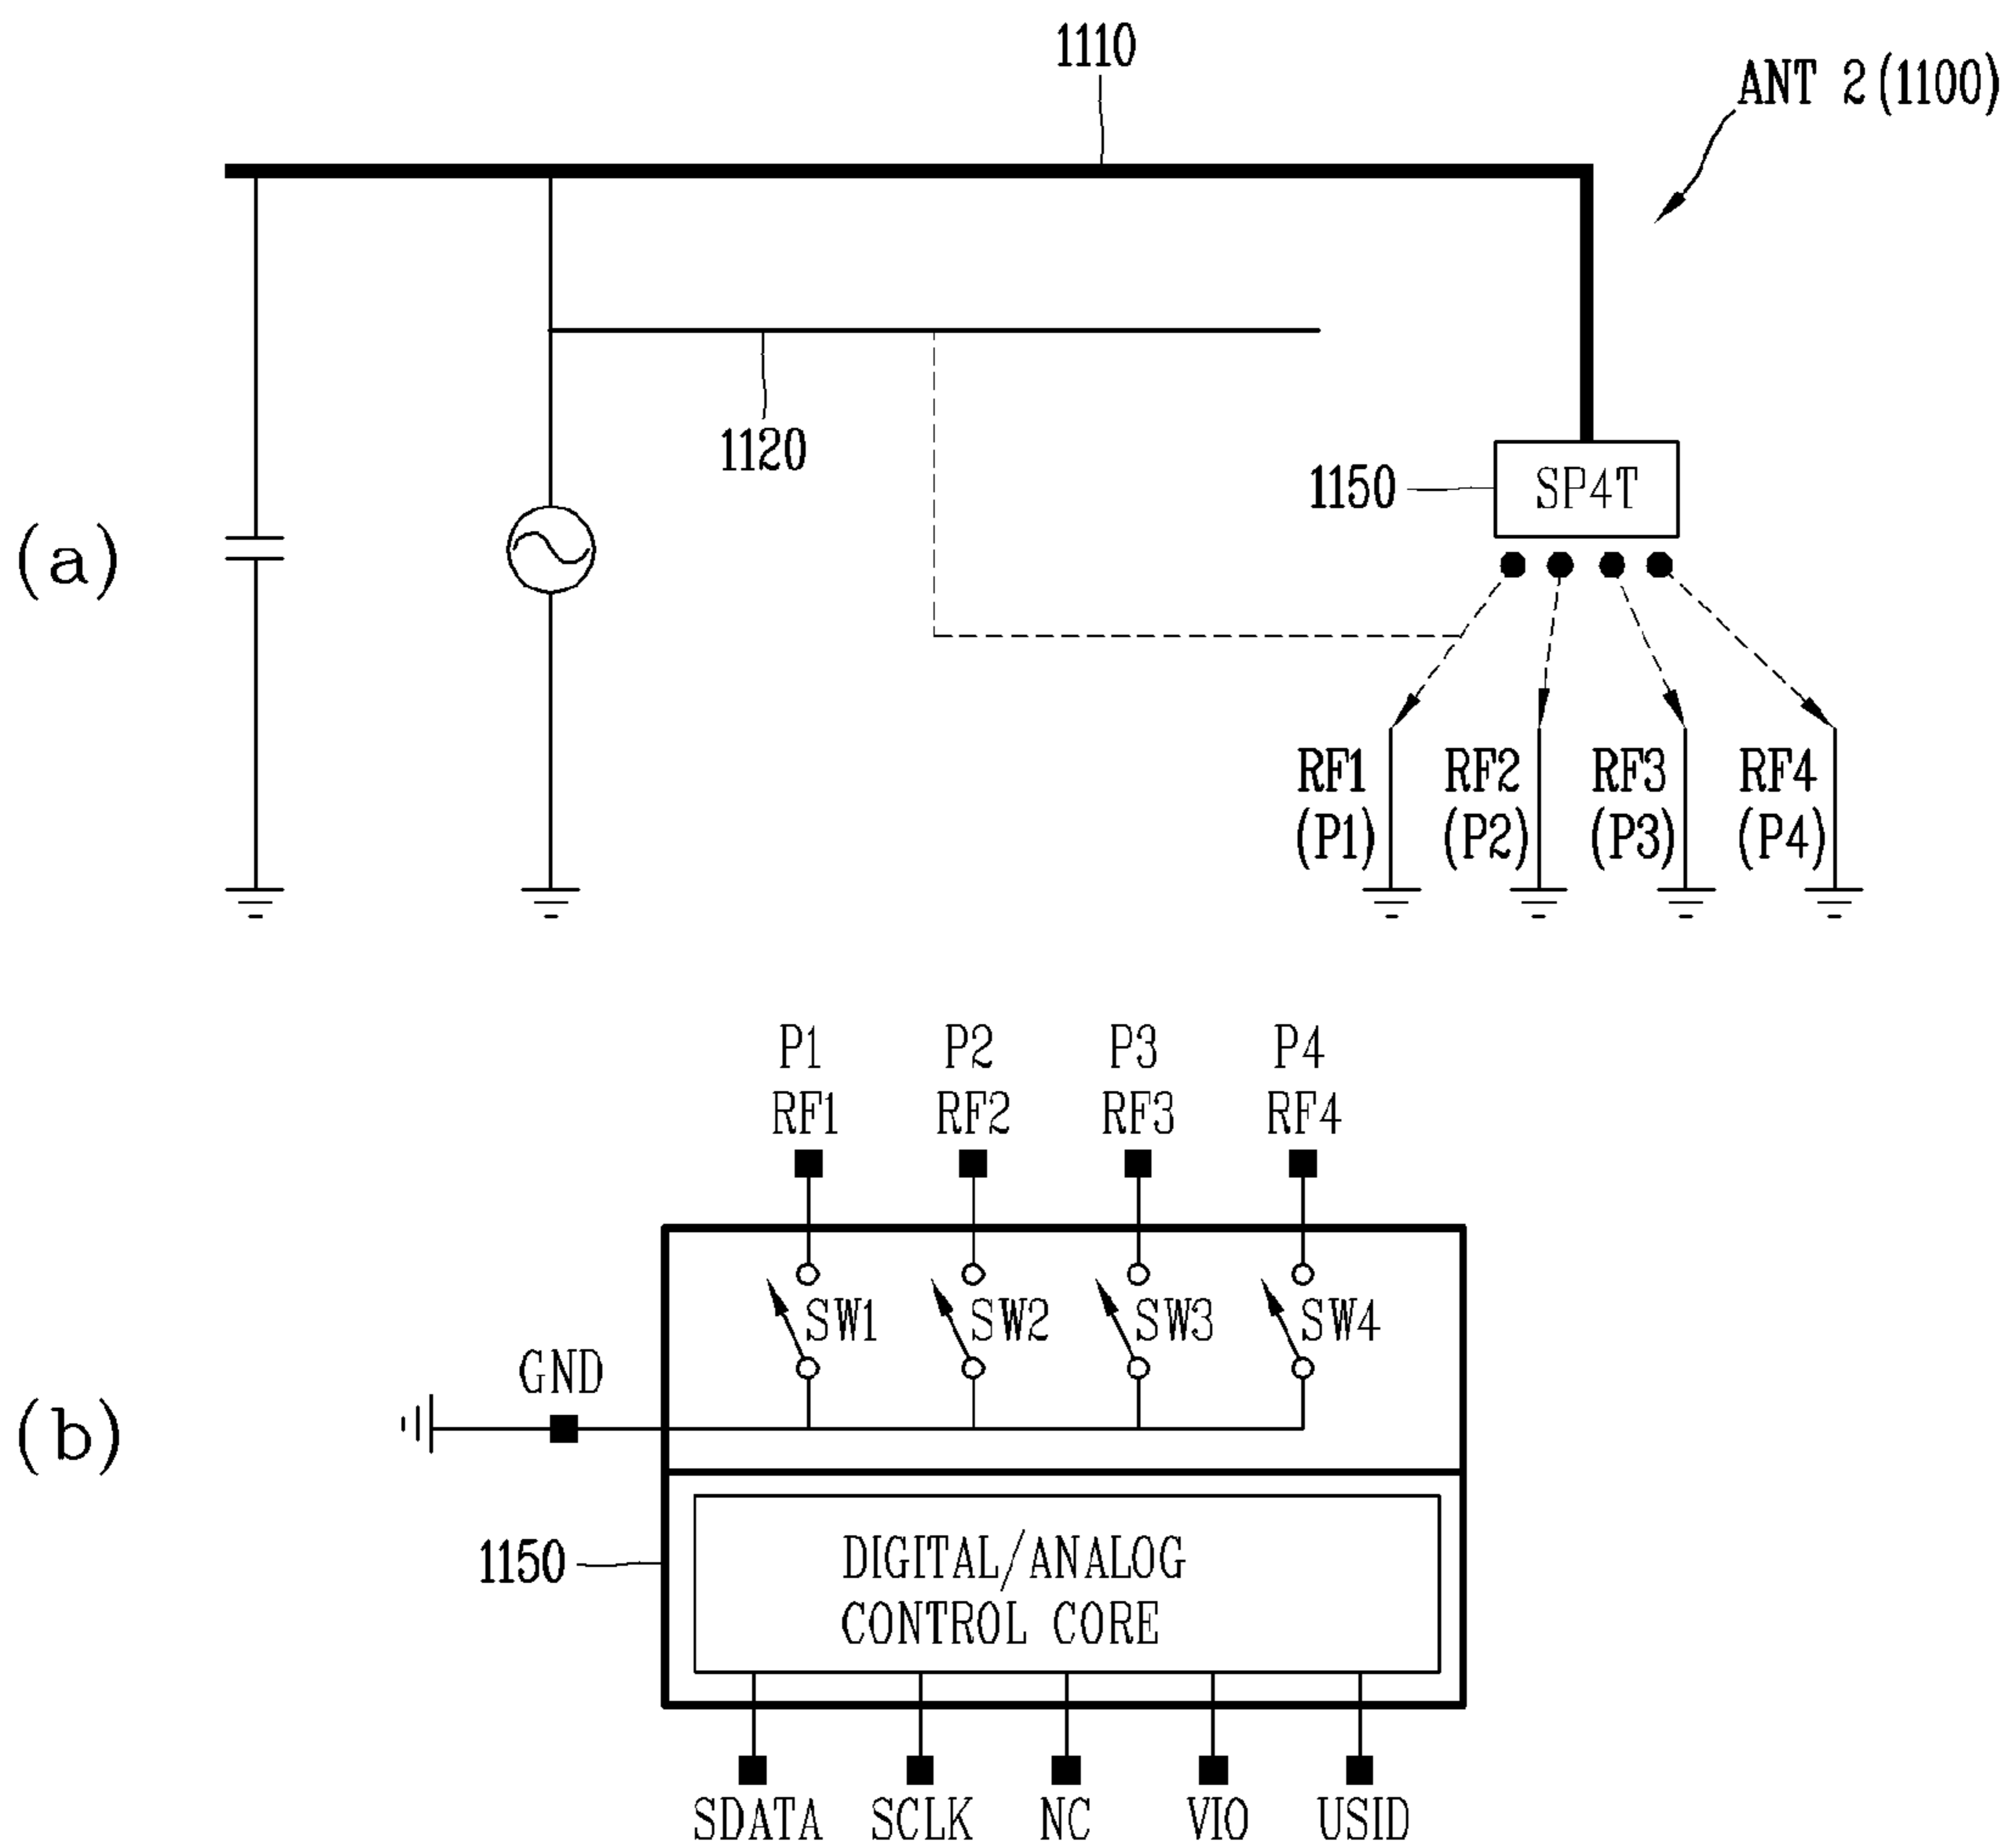 1110
ANT 2(1100)
1120
1150
SP4T
(a)
RF1 RF2 RF3 RF4
(P1) (P2) (P3) (P4)
P1 P2 P3 P4
RF1 RF2 RF3 RF4
SW1 SW2 SW3 SW4
GND
(b)
1150
DIGITAL/ANALOG
CONTROL CORE
SDATA SCLK NC VIO USID